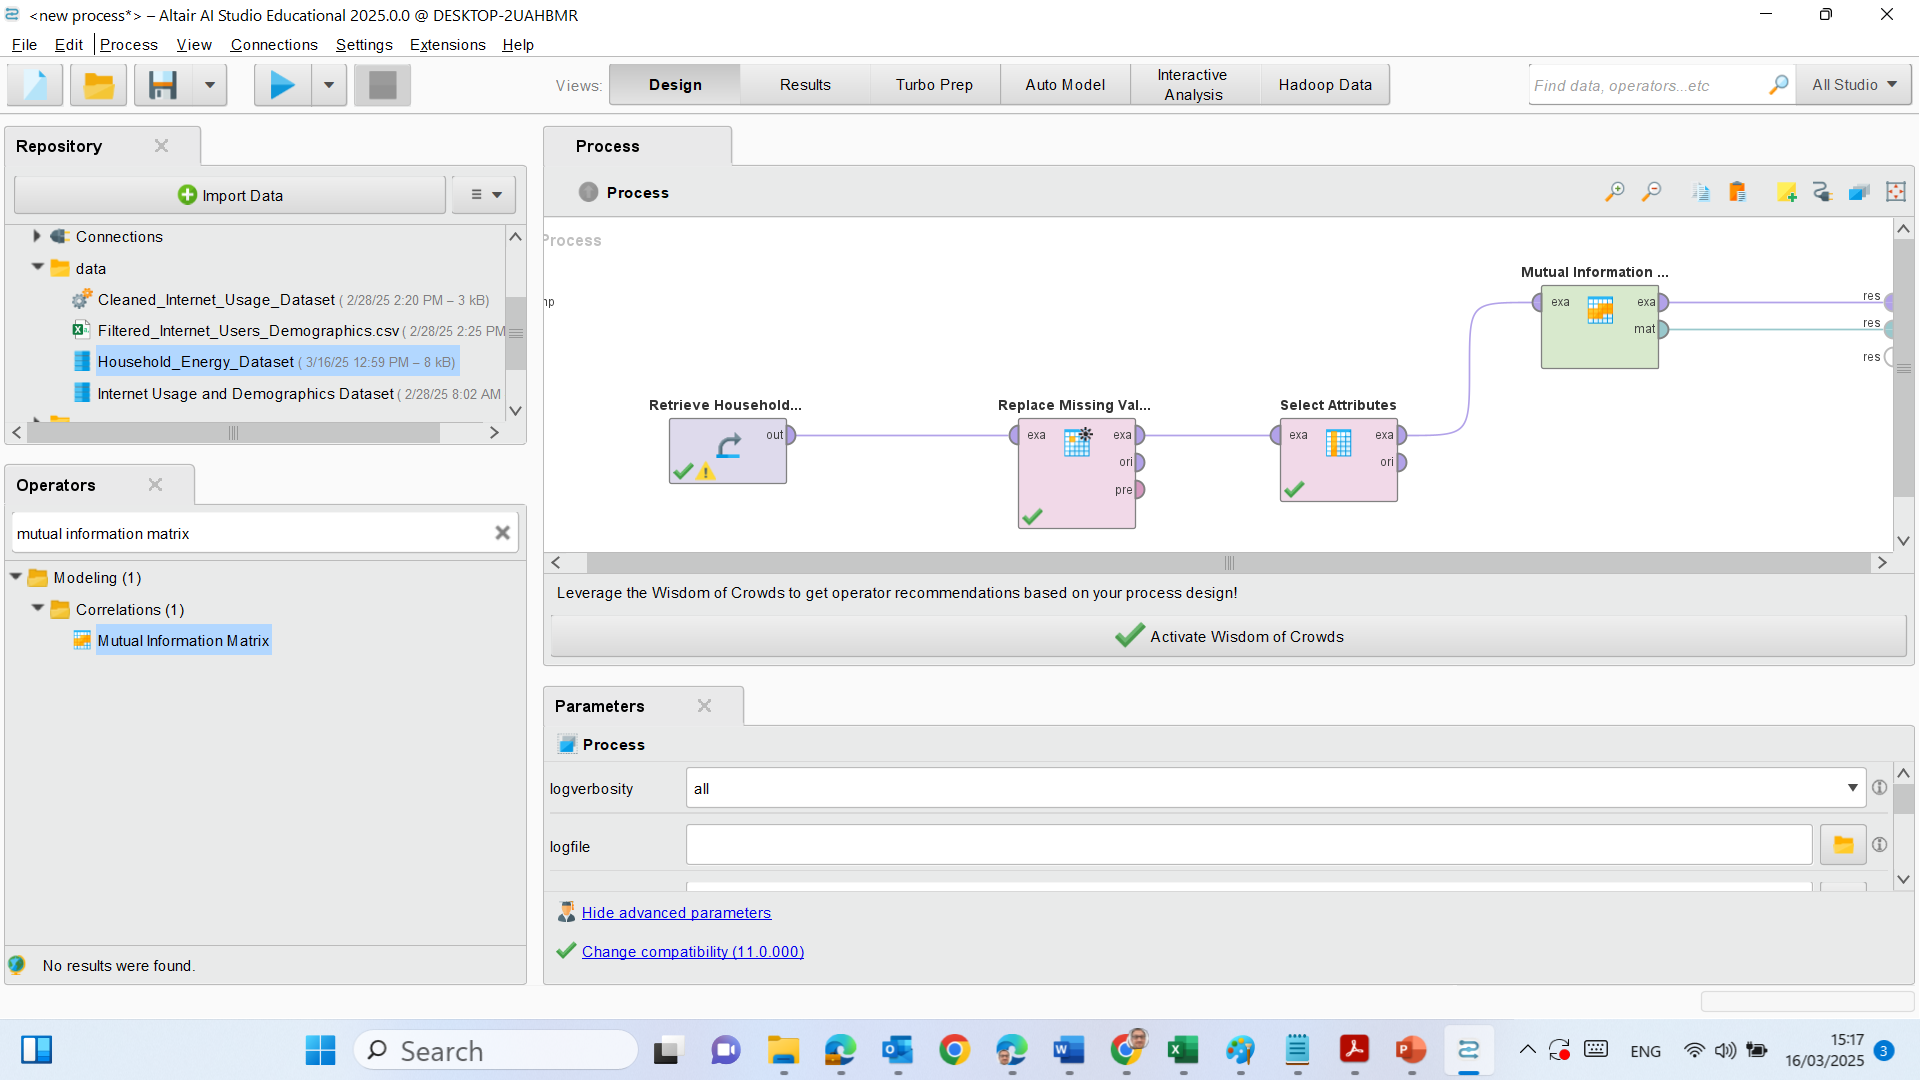 <new process*> – Altair AI Studio Educational 2025.0.0 @ DESKTOP-2UAHBMR
File Edit Process View Connections Settings Extensions Help
Views: Design Results Turbo Prep Auto Model Interactive Analysis Hadoop Data
Find data, operators...etc
All Studio
Repository
Import Data
Connections
data
Cleaned_Internet_Usage_Dataset ( 2/28/25 2:20 PM – 3 kB)
Filtered_Internet_Users_Demographics.csv ( 2/28/25 2:25 PM
Household_Energy_Dataset ( 3/16/25 12:59 PM – 8 kB)
Internet Usage and Demographics Dataset ( 2/28/25 8:02 AM
Operators
mutual information matrix
Modeling (1)
Correlations (1)
Mutual Information Matrix
No results were found.
Process
Process
Process
np
Mutual Information ...
exa exa
mat
res
res
res
Retrieve Household...
out
Replace Missing Val...
exa exa
ori
pre
Select Attributes
exa exa
ori
Leverage the Wisdom of Crowds to get operator recommendations based on your process design!
Activate Wisdom of Crowds
Parameters
Process
logverbosity all
logfile
Hide advanced parameters
Change compatibility (11.0.000)
Search
ENG
15:17
16/03/2025
3